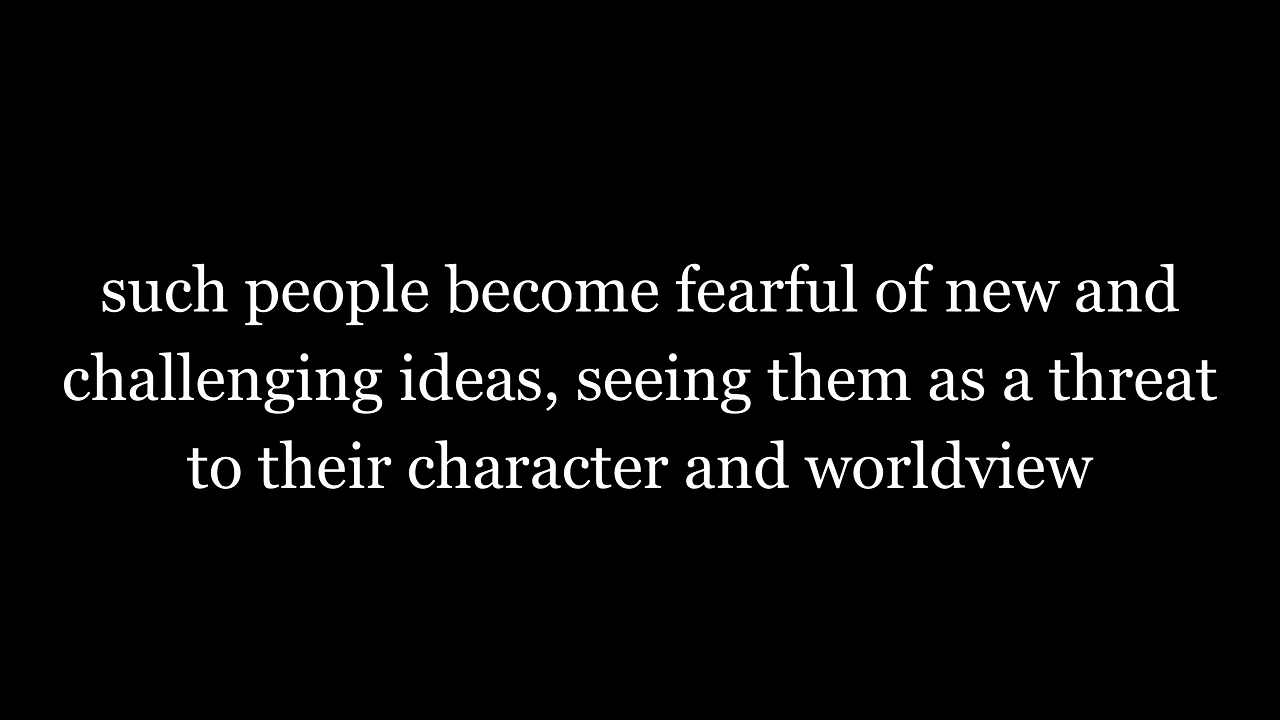 such people become fearful of new and
challenging ideas, seeing them as a threat
to their character and worldview